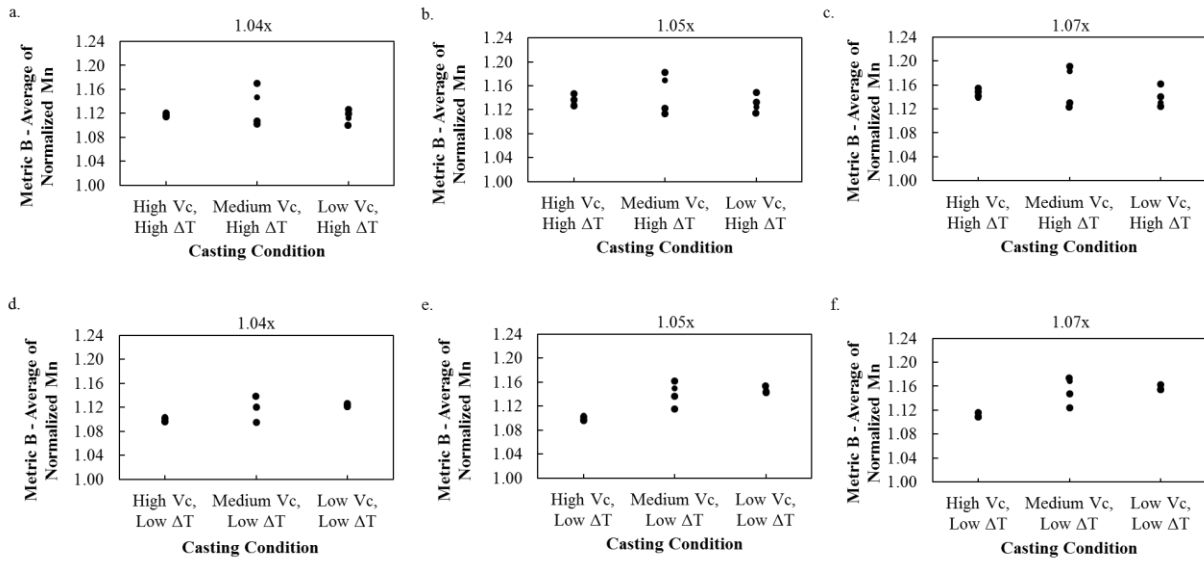 a.
1.04x
Metric B - Average of
Normalized Mn
1.24
1.20
1.16
1.12
1.08
1.04
1.00
High Vc,
High ΔT
Medium Vc,
High ΔT
Low Vc,
High ΔT
Casting Condition
b.
1.05x
Metric B - Average of
Normalized Mn
1.24
1.20
1.16
1.12
1.08
1.04
1.00
High Vc,
High ΔT
Medium Vc,
High ΔT
Low Vc,
High ΔT
Casting Condition
c.
1.07x
Metric B - Average of
Normalized Mn
1.24
1.20
1.16
1.12
1.08
1.04
1.00
High Vc,
High ΔT
Medium Vc,
High ΔT
Low Vc,
High ΔT
Casting Condition
d.
1.04x
Metric B - Average of
Normalized Mn
1.24
1.20
1.16
1.12
1.08
1.04
1.00
High Vc,
Low ΔT
Medium Vc,
Low ΔT
Low Vc,
Low ΔT
Casting Condition
e.
1.05x
Metric B - Average of
Normalized Mn
1.24
1.20
1.16
1.12
1.08
1.04
1.00
High Vc,
Low ΔT
Medium Vc,
Low ΔT
Low Vc,
Low ΔT
Casting Condition
f.
1.07x
Metric B - Average of
Normalized Mn
1.24
1.20
1.16
1.12
1.08
1.04
1.00
High Vc,
Low ΔT
Medium Vc,
Low ΔT
Low Vc,
Low ΔT
Casting Condition